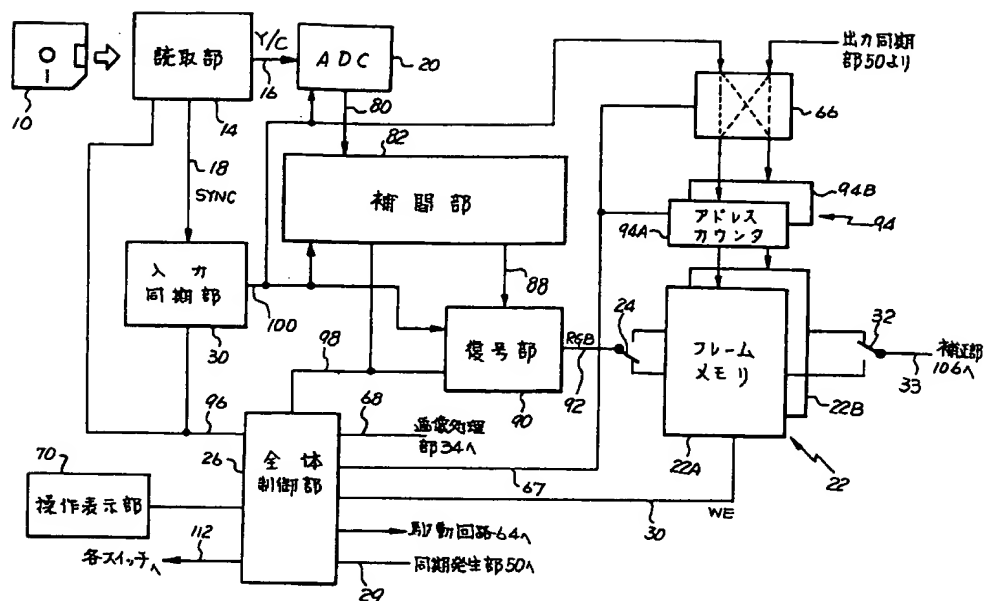 読取部
Y/C
16
ADC
20
出力同期
部50より
10
14
80
66
18
82
SYNC
補間部
94B
アドレス
カウンタ
94
94A
入力
同期部
100
88
30
24
32
98
復号部
RGB
92
フレーム
メモリ
補正部
106へ
33
96
68
90
22B
画像処理
部34へ
22A
22
70
26
全体
制御部
67
操作表示部
30
WE
112
駆動回路64へ
各スイッチへ
同期発生部50へ
29